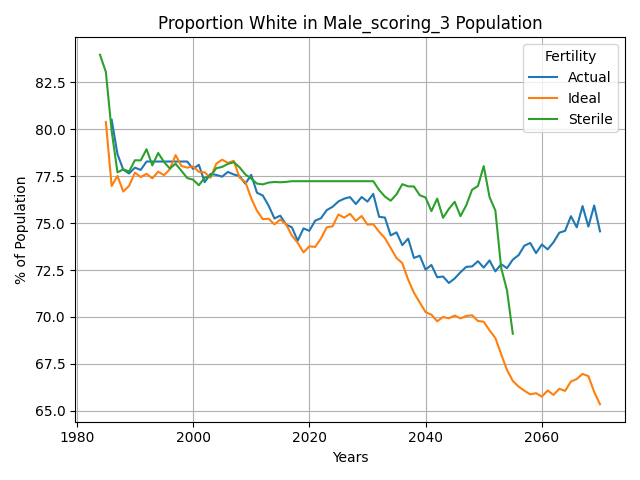 Proportion White in Male_scoring_3 Population
% of Population
82.5
80.0
77.5
75.0
72.5
70.0
67.5
65.0
Fertility
Actual
Ideal
Sterile
1980
2000
2020
2040
2060
Years